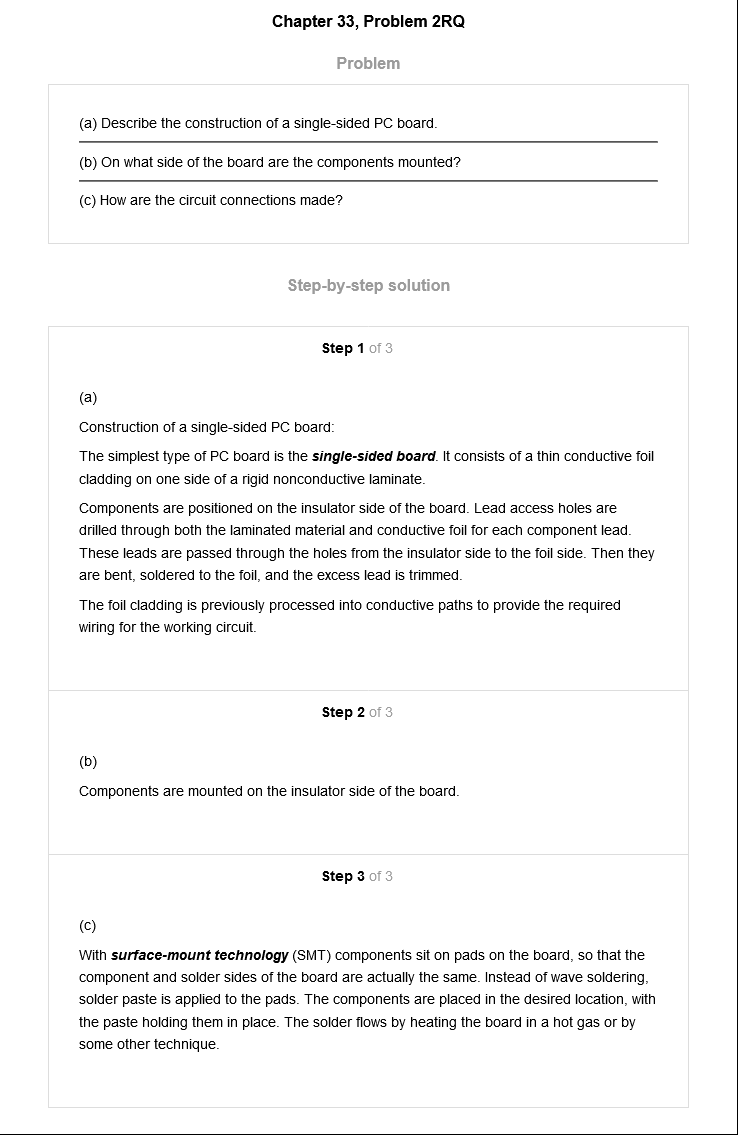 Chapter 33, Problem 2RQ
Problem
(a) Describe the construction of a single-sided PC board.
(b) On what side of the board are the components mounted?
(c) How are the circuit connections made?
Step-by-step solution
Step 1 of 3
(a)
Construction of a single-sided PC board:
The simplest type of PC board is the single-sided board. It consists of a thin conductive foil
cladding on one side of a rigid nonconductive laminate.
Components are positioned on the insulator side of the board. Lead access holes are
drilled through both the laminated material and conductive foil for each component lead.
These leads are passed through the holes from the insulator side to the foil side. Then they
are bent, soldered to the foil, and the excess lead is trimmed.
The foil cladding is previously processed into conductive paths to provide the required
wiring for the working circuit.
Step 2 of 3
(b)
Components are mounted on the insulator side of the board.
Step 3 of 3
(c)
With surface-mount technology (SMT) components sit on pads on the board, so that the
component and solder sides of the board are actually the same. Instead of wave soldering,
solder paste is applied to the pads. The components are placed in the desired location, with
the paste holding them in place. The solder flows by heating the board in a hot gas or by
some other technique.